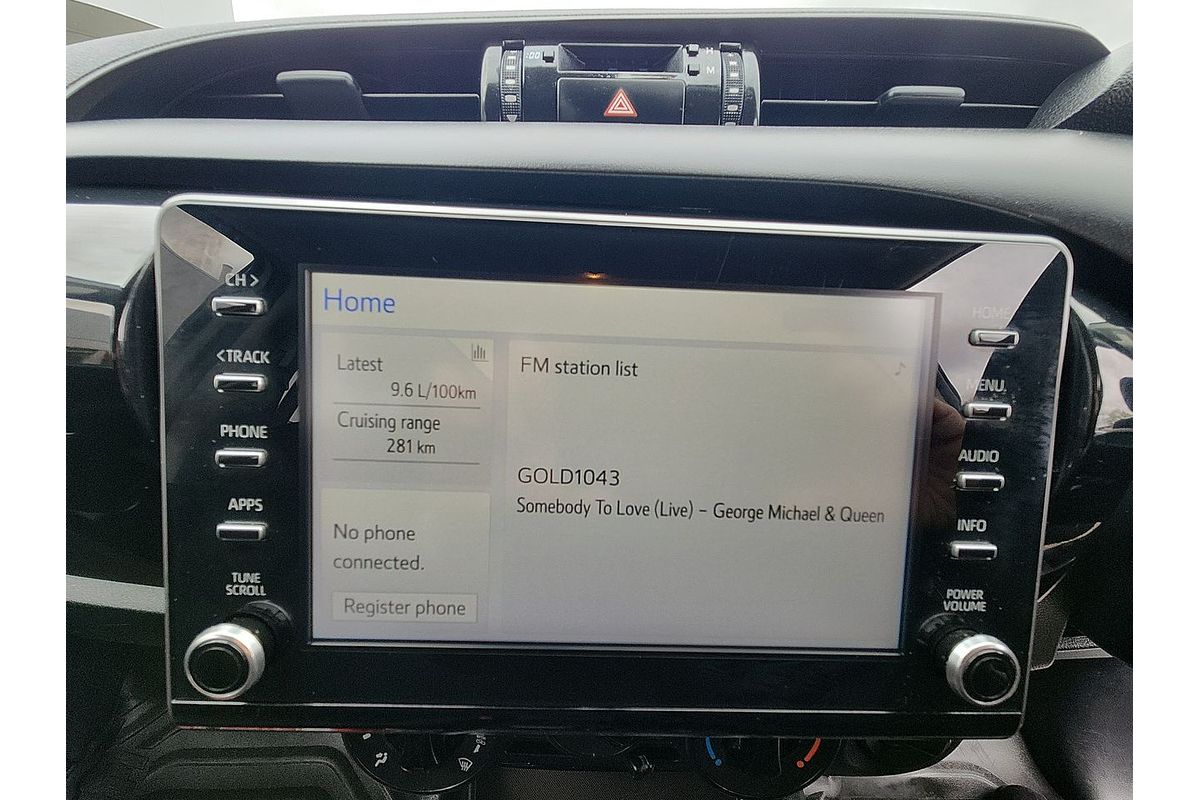 :00
H
M
CH >
<TRACK
PHONE
APPS
TUNE
SCROLL
Home
Latest
9.6 L/100km
Cruising range
281 km
No phone
connected.
Register phone
FM station list
GOLD1043
Somebody To Love (Live) – George Michael & Queen
HOME
MENU
AUDIO
INFO
POWER
VOLUME